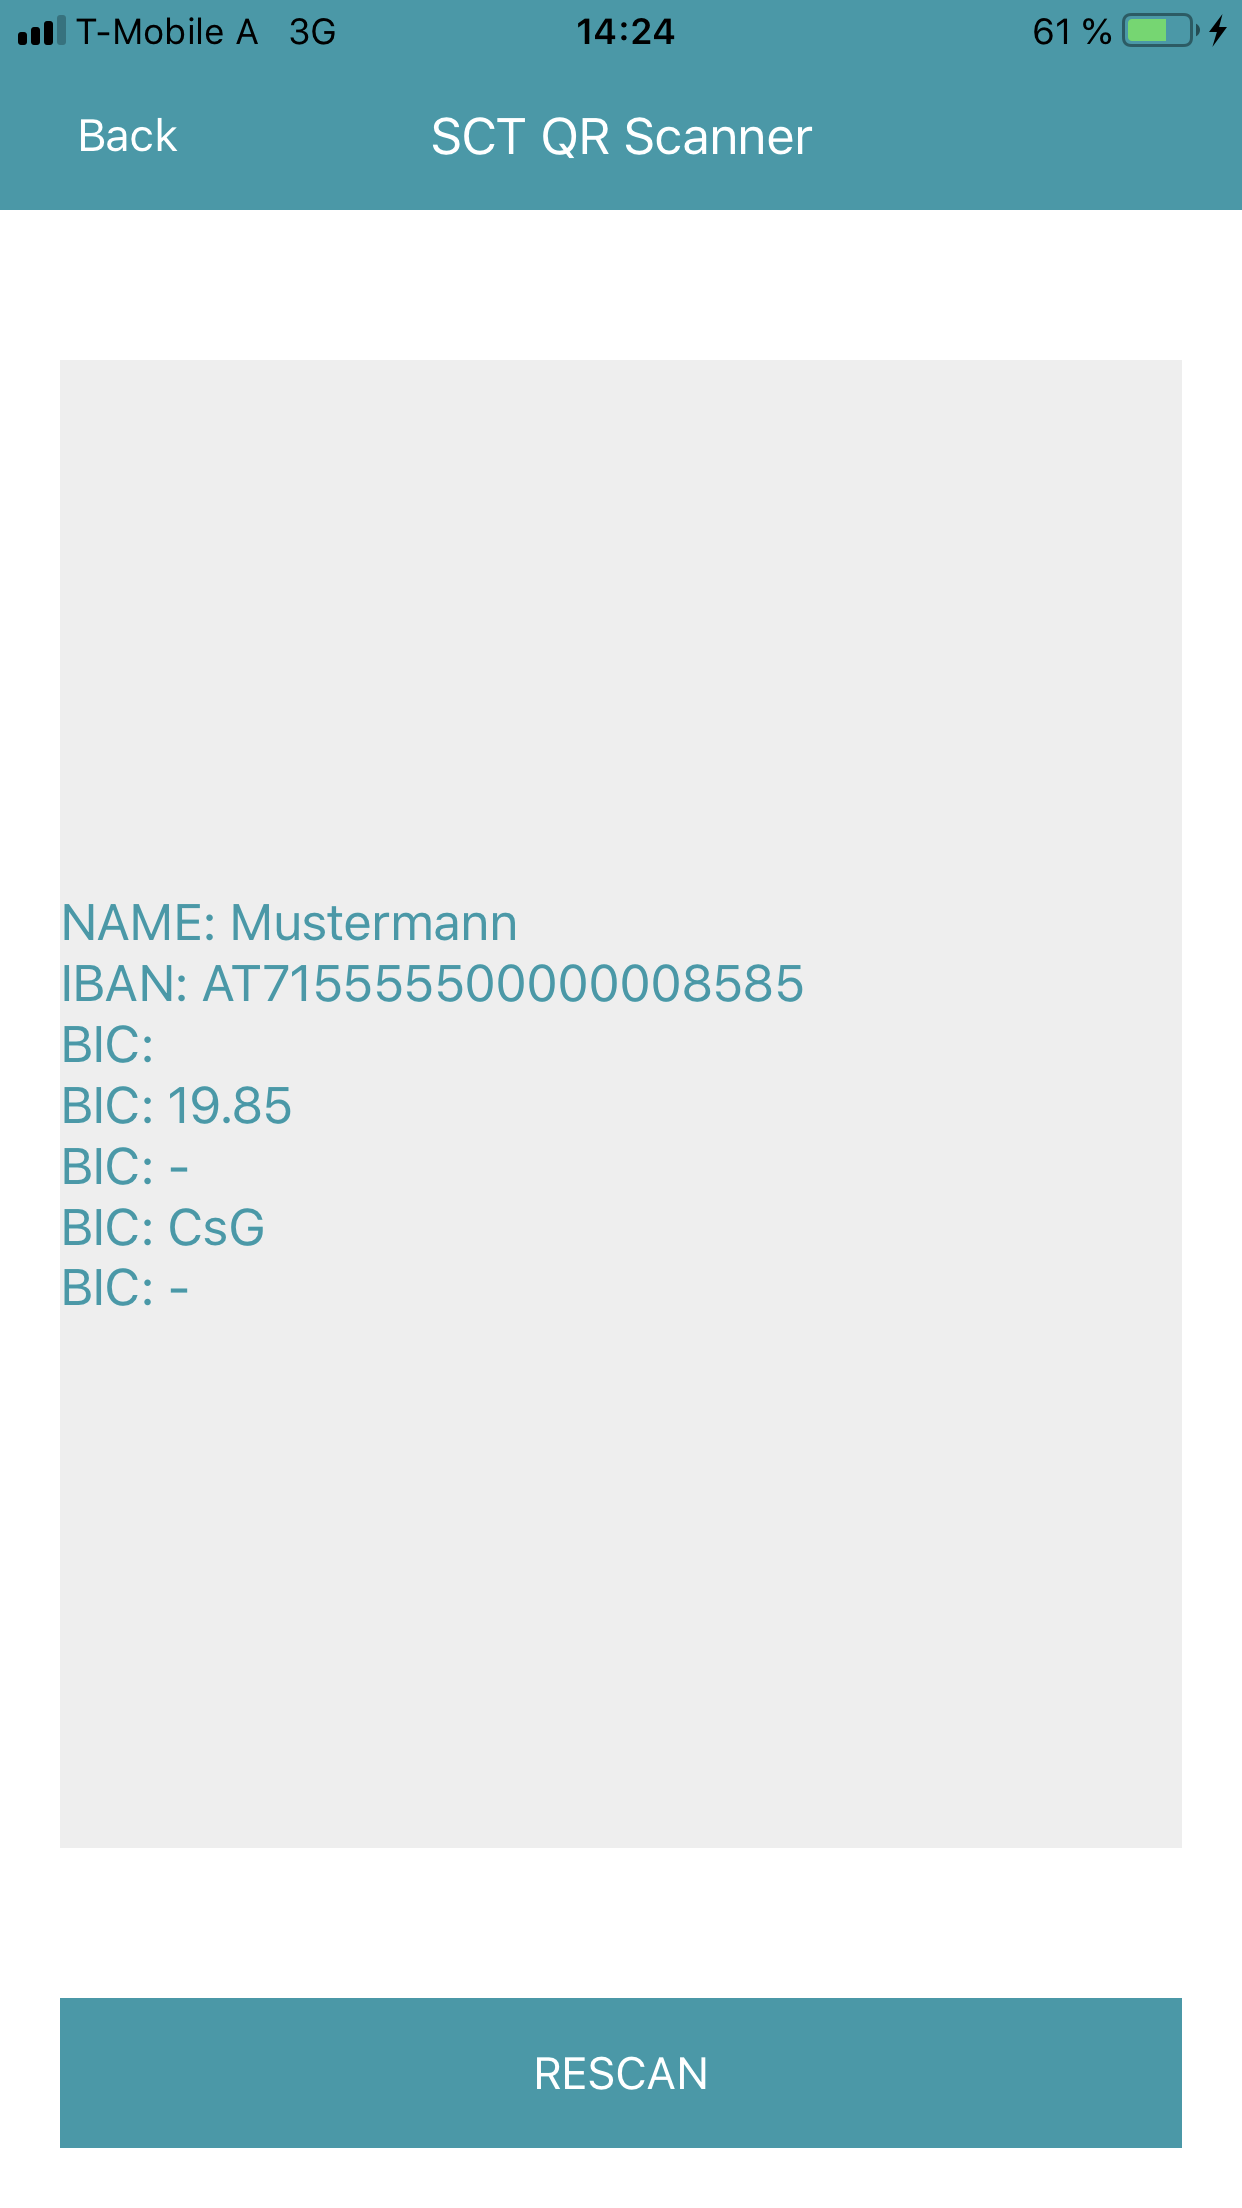 T-Mobile A 3G 14:24 61 %
Back SCT QR Scanner
NAME: Mustermann
IBAN: AT715555500000008585
BIC:
BIC: 19.85
BIC: -
BIC: CsG
BIC: -
RESCAN